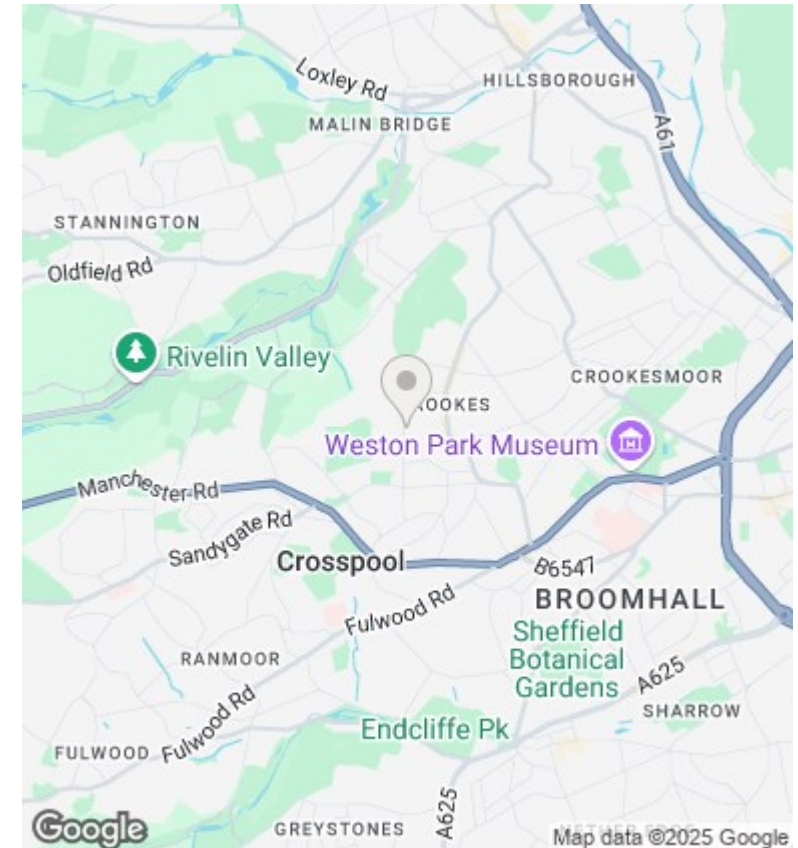 Loxley Rd
HILLSBOROUGH
MALIN BRIDGE
A61
STANNINGTON
Oldfield Rd
Rivelin Valley
CROOKESMOOR
OOKES
Weston Park Museum
Manchester Rd
Sandygate Rd
Crosspool
B6547
Fulwood Rd
BROOMHALL
Sheffield
Botanical
Gardens
RANMOOR
A625
Fulwood Rd
SHARROW
Endcliffe Pk
FULWOOD
A625
Google
GREYSTONES
Map data ©2025 Google